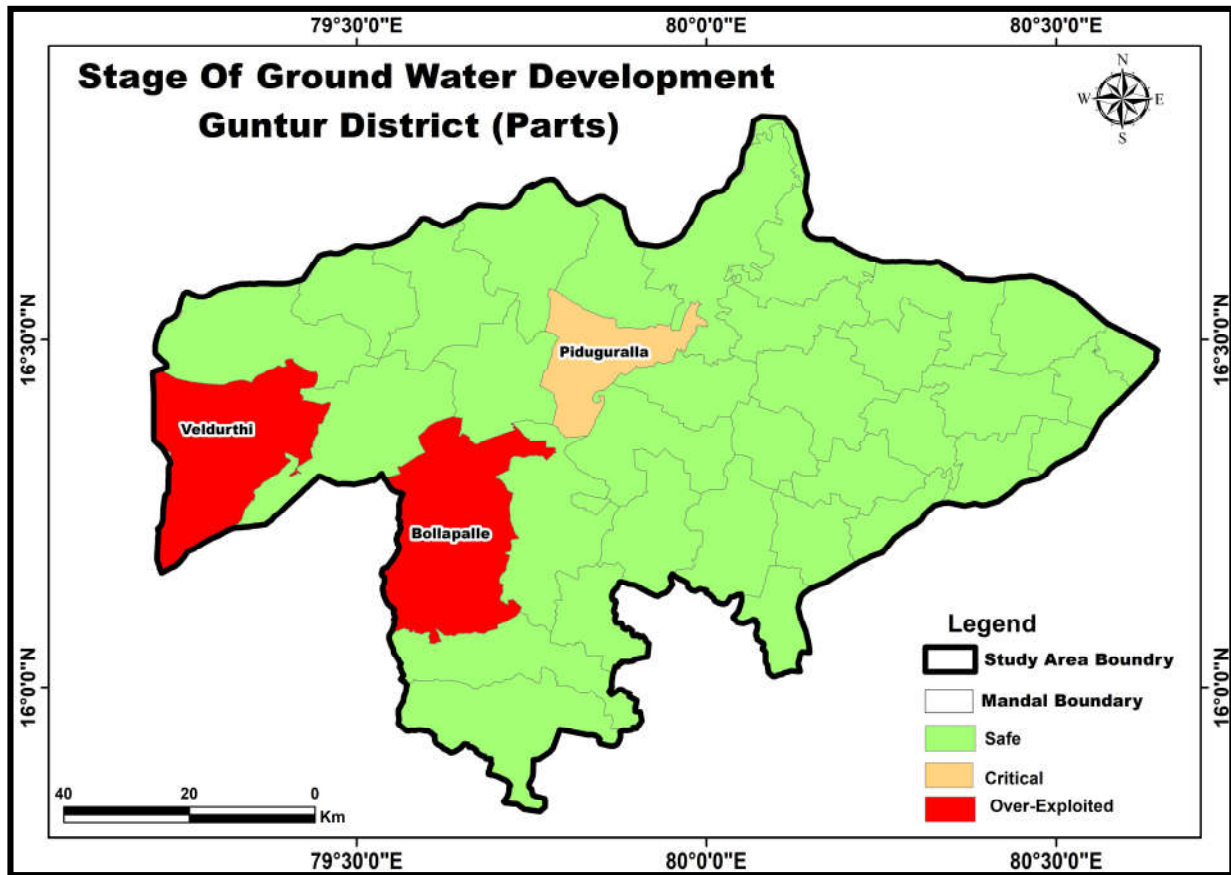 79°30'0"E 80°0'0"E 80°30'0"E
Stage Of Ground Water Development
Guntur District (Parts)
N
W E
S
16°30'0"N 16°30'0"N
Piduguralla
Veldurthi
Bollapalle
16°0'0"N 16°0'0"N
Legend
Study Area Boundry
Mandal Boundary
Safe
Critical
Over-Exploited
40 20 0
Km
79°30'0"E 80°0'0"E 80°30'0"E